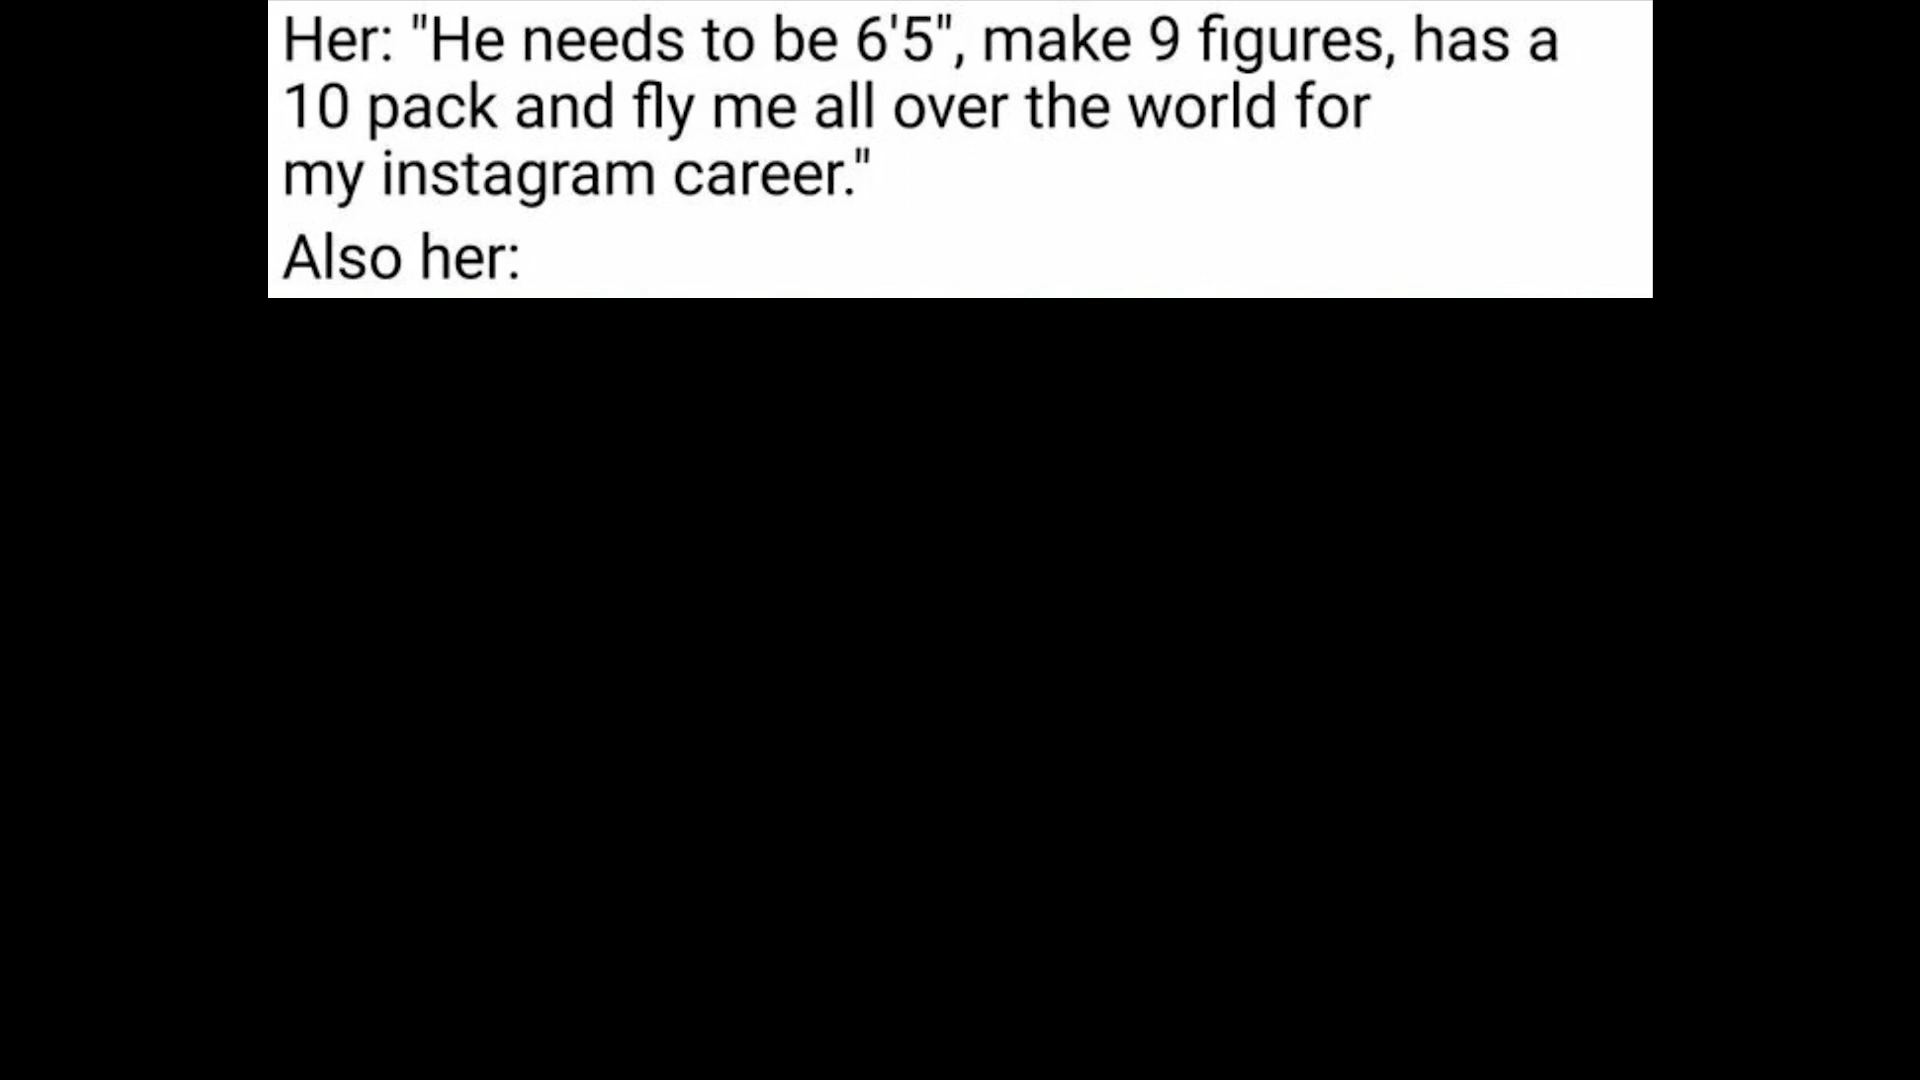 Her: "He needs to be 6'5", make 9 figures, has a
10 pack and fly me all over the world for
my instagram career."
Also her: